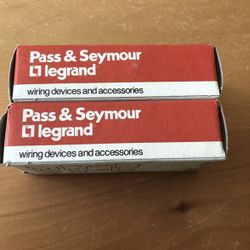 Pass & Seymour
legrand
wiring devices and accessories
Pass & Seymour
legrand
wiring devices and accessories